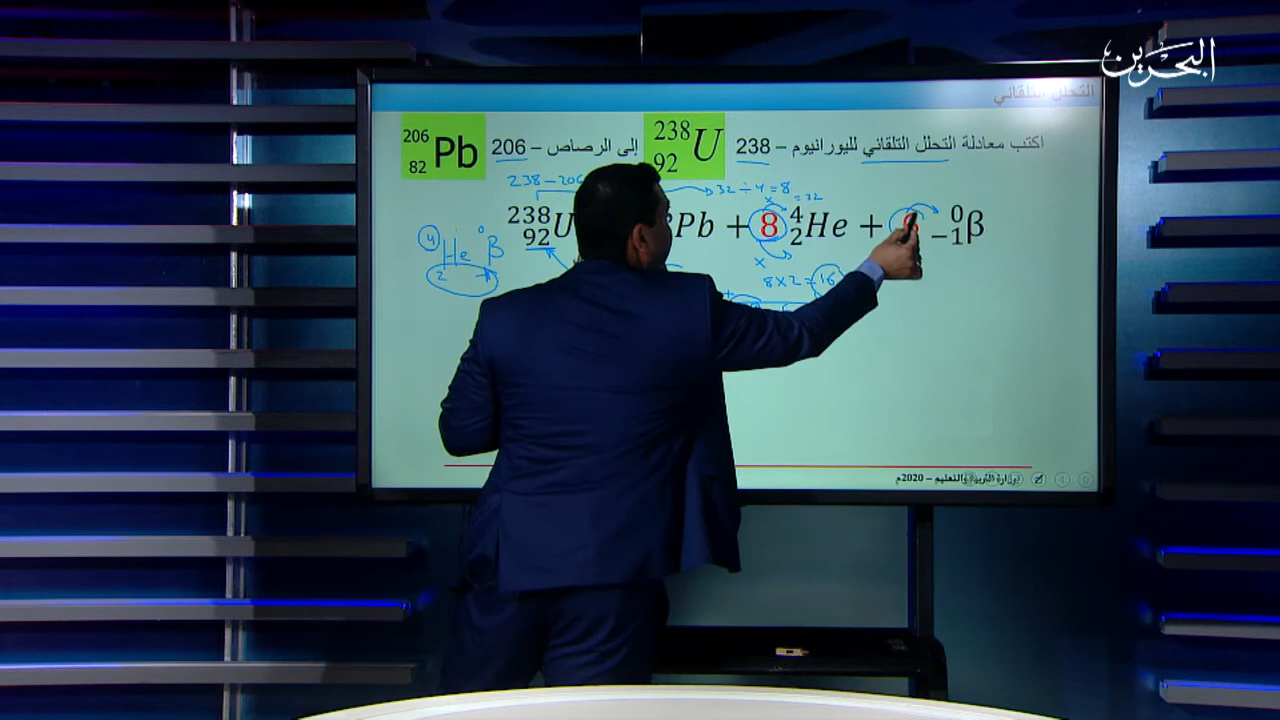 البحرين
التحلل التلقائي
اكتب معادلة التحلل التلقائي لليورانيوم – 238 238 92 U إلى الرصاص – 206 206 82 Pb
238 – 206
32 ÷ 4 = 8
x = 32
238 92 U Pb + 8 4 2 He + 0 -1 β
4 2 He 0 β
x
8 x 2 = 16
وزارة التربية والتعليم – 2020م